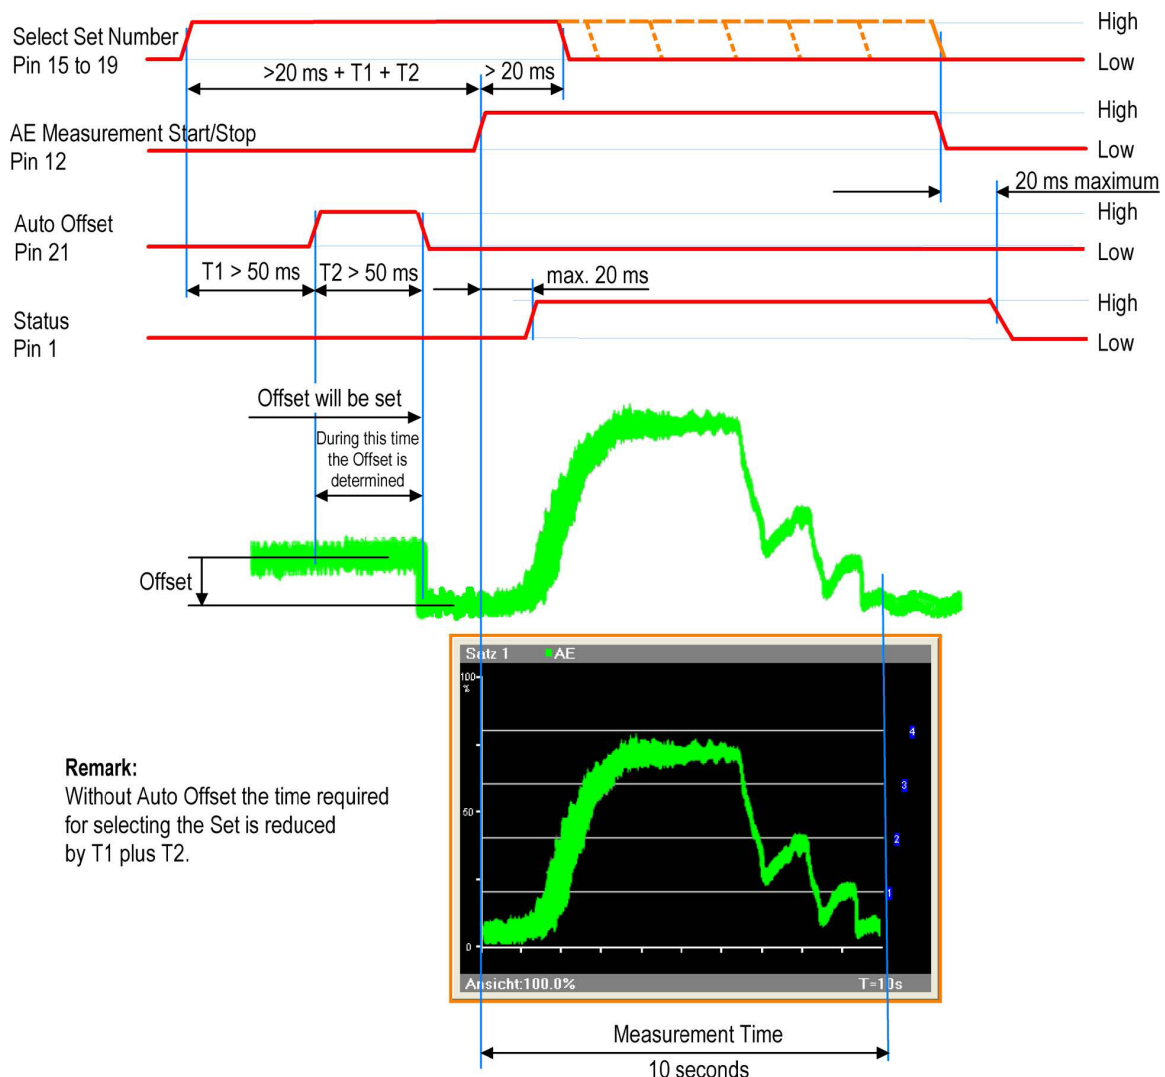 Select Set Number
Pin 15 to 19
High
Low
>20 ms + T1 + T2
> 20 ms
AE Measurement Start/Stop
Pin 12
High
Low
20 ms maximum
Auto Offset
Pin 21
High
Low
T1 > 50 ms
T2 > 50 ms
max. 20 ms
Status
Pin 1
High
Low
Offset will be set
During this time
the Offset is
determined
Offset
Satz 1
AE
100
%
4
3
50
2
1
0
Ansicht:100.0%
T=10s
Remark:
Without Auto Offset the time required
for selecting the Set is reduced
by T1 plus T2.
Measurement Time
10 seconds